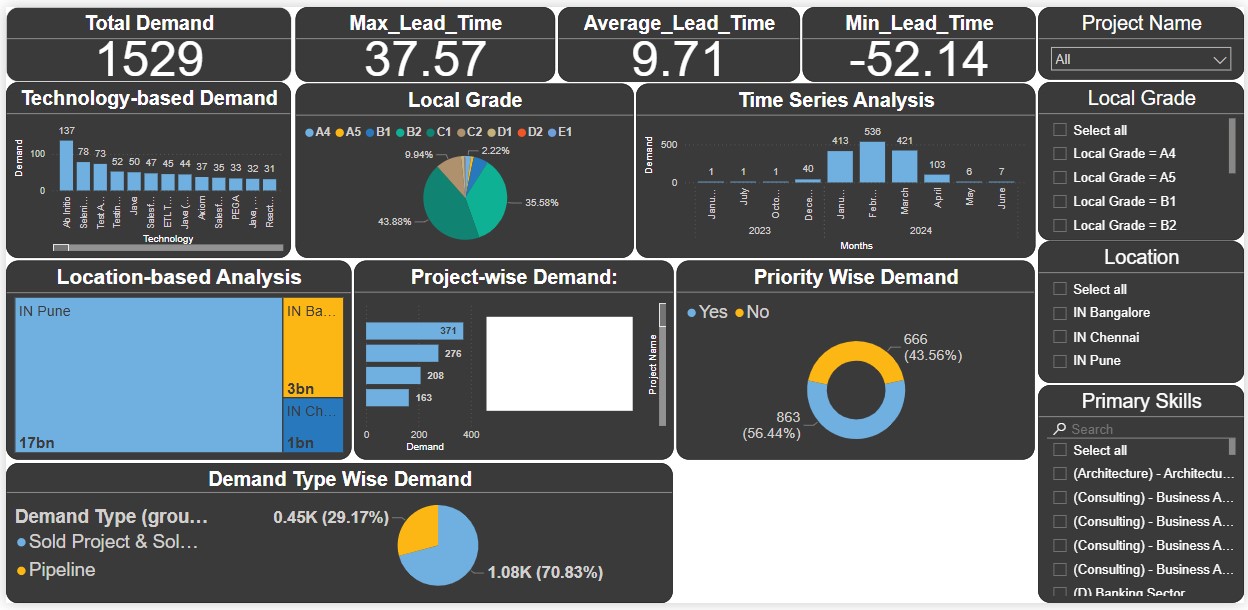 Total Demand
1529
Max_Lead_Time
37.57
Average_Lead_Time
9.71
Min_Lead_Time
-52.14
Project Name
All
Technology-based Demand
137
78
73
52
50
47
45
44
37
35
33
32
31
Demand
100
0
Ab Initio
Seleni...
Test A...
Testin...
Java
Salesf...
ETL T...
Java (...
Axiom
Salesf...
PEGA
Java, ...
React...
Technology
Local Grade
A4 A5 B1 B2 C1 C2 D1 D2 E1
9.94%
2.22%
35.58%
43.88%
Time Series Analysis
Demand
500
0
1
1
1
40
413
536
421
103
6
7
Janu...
July
Octo...
Dece...
Janu...
Febr...
March
April
May
June
2023
2024
Months
Local Grade
Select all
Local Grade = A4
Local Grade = A5
Local Grade = B1
Local Grade = B2
Location-based Analysis
IN Pune
17bn
IN Ba...
3bn
IN Ch...
1bn
Project-wise Demand:
371
276
208
163
0
200
400
Demand
Project Name
Priority Wise Demand
Yes No
666
(43.56%)
863
(56.44%)
Location
Select all
IN Bangalore
IN Chennai
IN Pune
Demand Type Wise Demand
Demand Type (grou...
Sold Project & Sol...
Pipeline
0.45K (29.17%)
1.08K (70.83%)
Primary Skills
Search
Select all
(Architecture) - Architectu...
(Consulting) - Business A...
(Consulting) - Business A...
(Consulting) - Business A...
(Consulting) - Business A...
(D) Banking Sector